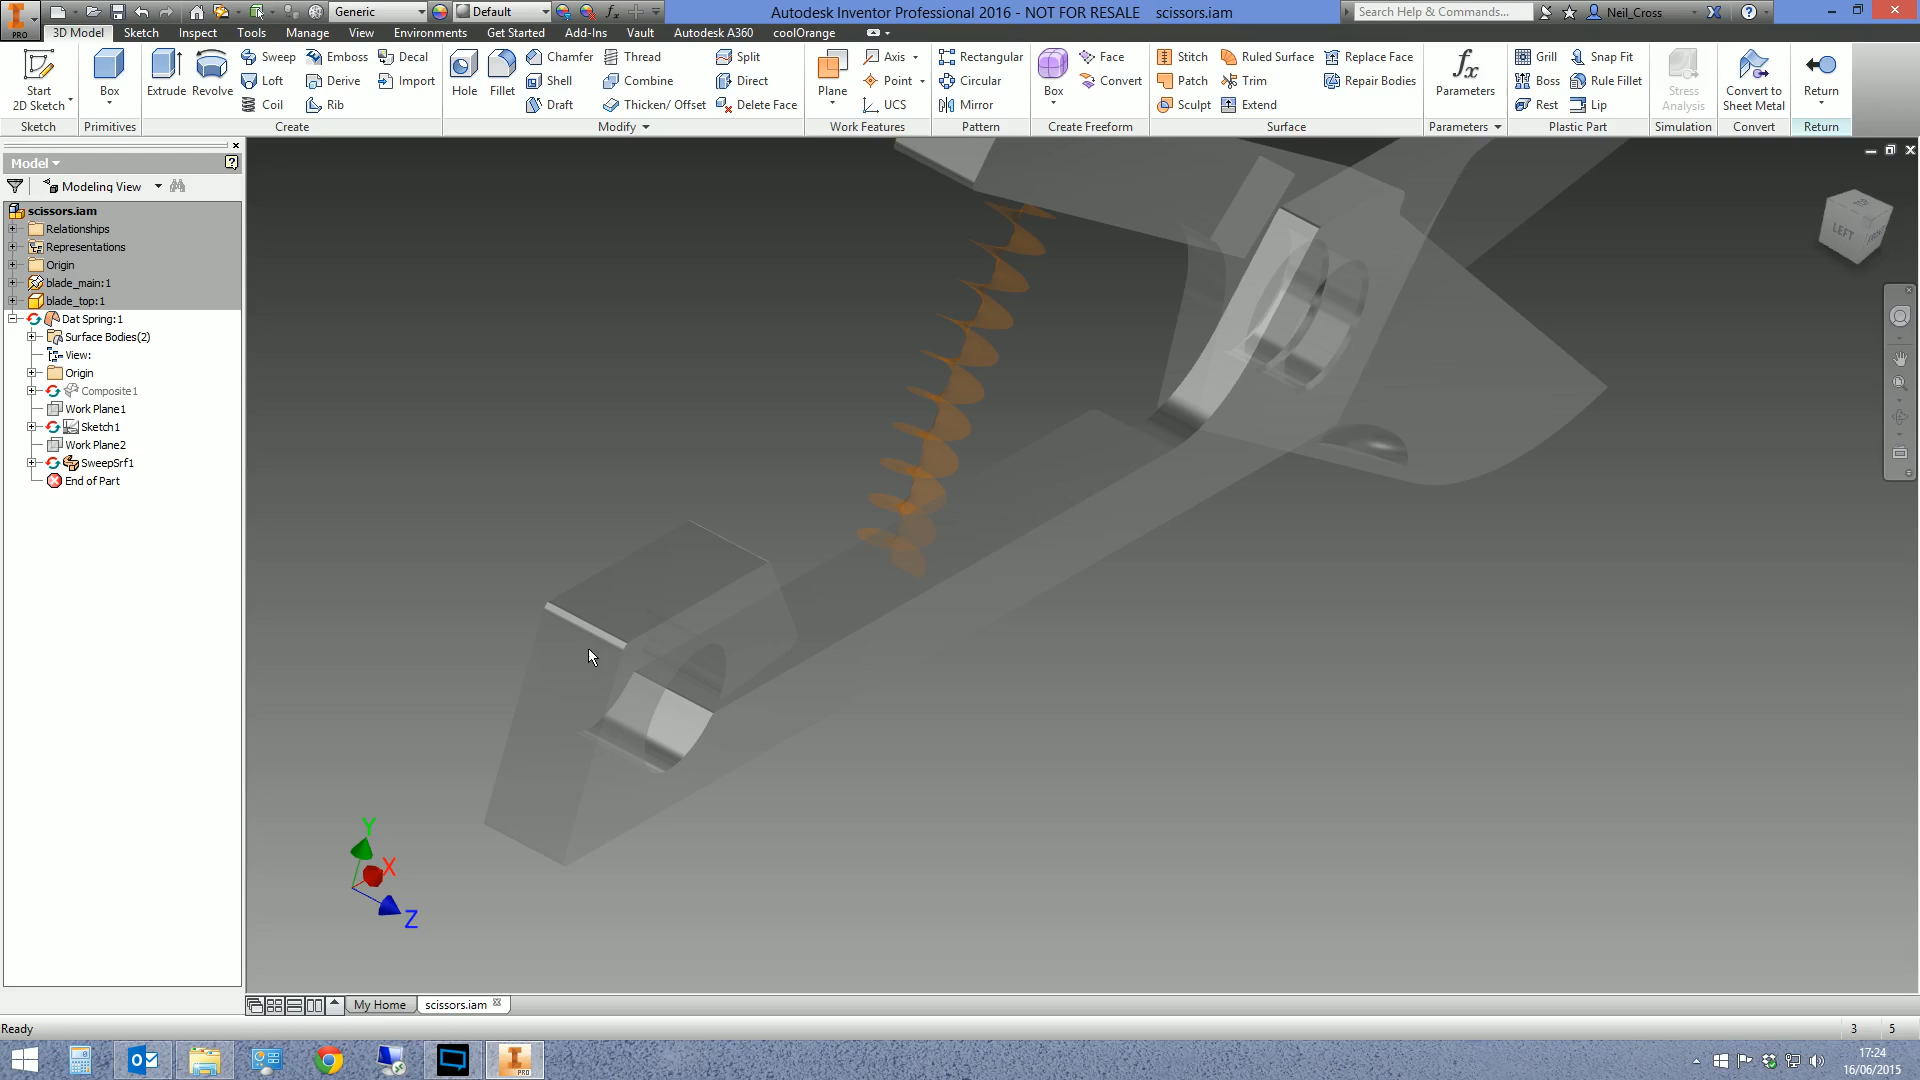 PRO
Generic
Default
Autodesk Inventor Professional 2016 - NOT FOR RESALE scissors.iam
Search Help & Commands...
Neil_Cross
3D Model Sketch Inspect Tools Manage View Environments Get Started Add-Ins Vault Autodesk A360 coolOrange
Start
2D Sketch
Box
Extrude
Revolve
Sweep
Emboss
Decal
Loft
Derive
Import
Coil
Rib
Hole
Fillet
Chamfer
Thread
Split
Shell
Combine
Direct
Draft
Thicken/ Offset
Delete Face
Plane
Axis
Point
UCS
Rectangular
Circular
Mirror
Box
Face
Convert
Stitch
Ruled Surface
Replace Face
Patch
Trim
Repair Bodies
Sculpt
Extend
fx
Parameters
Grill
Snap Fit
Boss
Rule Fillet
Rest
Lip
Stress
Analysis
Convert to
Sheet Metal
Return
Sketch Primitives Create Modify Work Features Pattern Create Freeform Surface Parameters Plastic Part Simulation Convert Return
Model
Modeling View
scissors.iam
Relationships
Representations
Origin
blade_main:1
blade_top:1
Dat Spring:1
Surface Bodies(2)
View:
Origin
Composite1
Work Plane1
Sketch1
Work Plane2
SweepSrf1
End of Part
LEFT
Y
X
Z
My Home
scissors.iam
Ready
3 5
17:24
16/06/2015